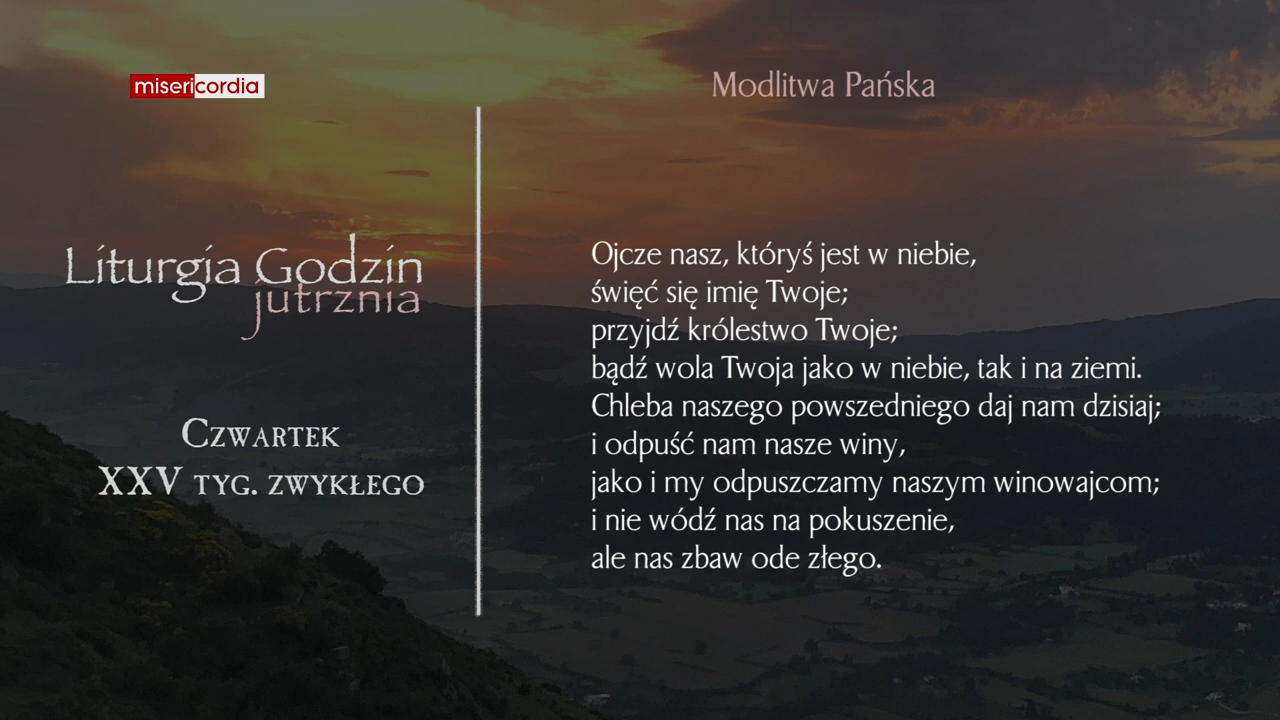 misericordia
Liturgia Godzin
jutrznia
Czwartek
XXV tyg. zwykłego
Modlitwa Pańska
Ojcze nasz, któryś jest w niebie,
święć się imię Twoje;
przyjdź królestwo Twoje;
bądź wola Twoja jako w niebie, tak i na ziemi.
Chleba naszego powszedniego daj nam dzisiaj;
i odpuść nam nasze winy,
jako i my odpuszczamy naszym winowajcom;
i nie wódź nas na pokuszenie,
ale nas zbaw ode złego.